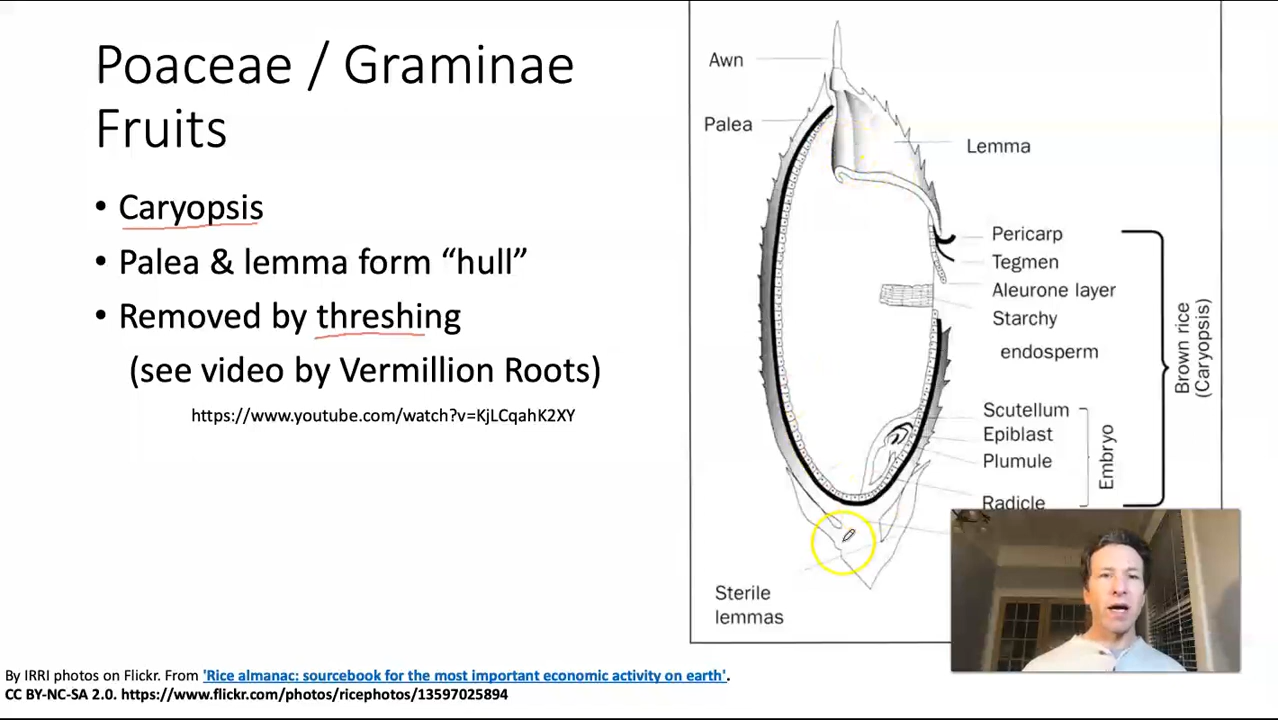 Poaceae / Graminae
Fruits
• Caryopsis
• Palea & lemma form “hull”
• Removed by threshing
(see video by Vermillion Roots)
https://www.youtube.com/watch?v=KjLCqahK2XY
Awn
Palea
Lemma
Pericarp
Tegmen
Aleurone layer
Starchy
endosperm
Brown rice
(Caryopsis)
Scutellum
Epiblast
Plumule
Radicle
Embryo
Sterile
lemmas
By IRRI photos on Flickr. From 'Rice almanac: sourcebook for the most important economic activity on earth'.
CC BY-NC-SA 2.0. https://www.flickr.com/photos/ricephotos/13597025894